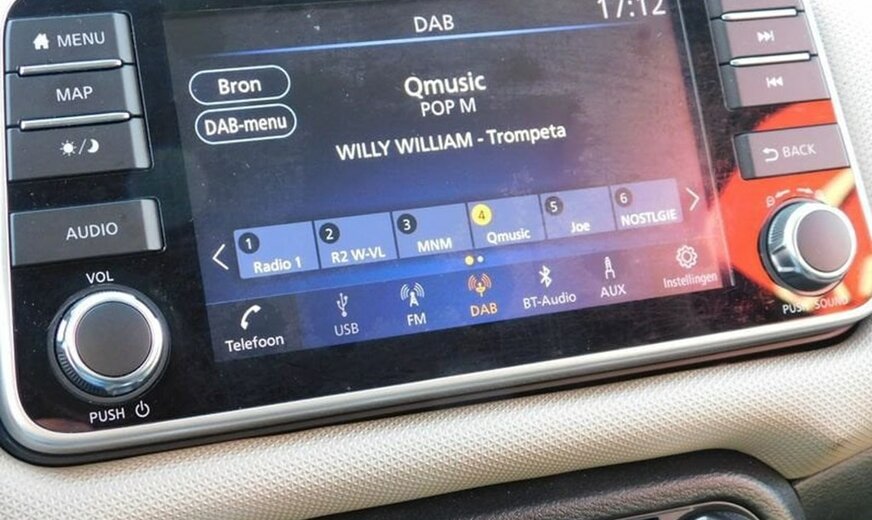 DAB
17:12
MENU
MAP
AUDIO
VOL
PUSH
Bron
DAB-menu
Qmusic
POP M
WILLY WILLIAM - Trompeta
1 Radio 1
2 R2 W-VL
3 MNM
4 Qmusic
5 Joe
6 NOSTLGIE
Telefoon
USB
FM
DAB
BT-Audio
AUX
Instellingen
BACK
PUSH SOUND